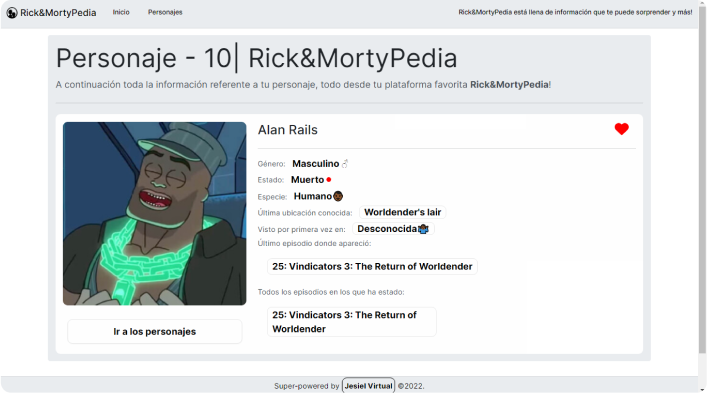 Rick&MortyPedia Inicio Personajes Rick&MortyPedia está llena de información que te puede sorprender y más!
Personaje - 10| Rick&MortyPedia
A continuación toda la información referente a tu personaje, todo desde tu plataforma favorita Rick&MortyPedia!
Alan Rails
Género: Masculino
Estado: Muerto
Especie: Humano
Última ubicación conocida: Worldender's lair
Visto por primera vez en: Desconocida
Último episodio donde apareció:
25: Vindicators 3: The Return of Worldender
Todos los episodios en los que ha estado:
25: Vindicators 3: The Return of
Worldender
Ir a los personajes
Super-powered by Jesiel Virtual ©2022.